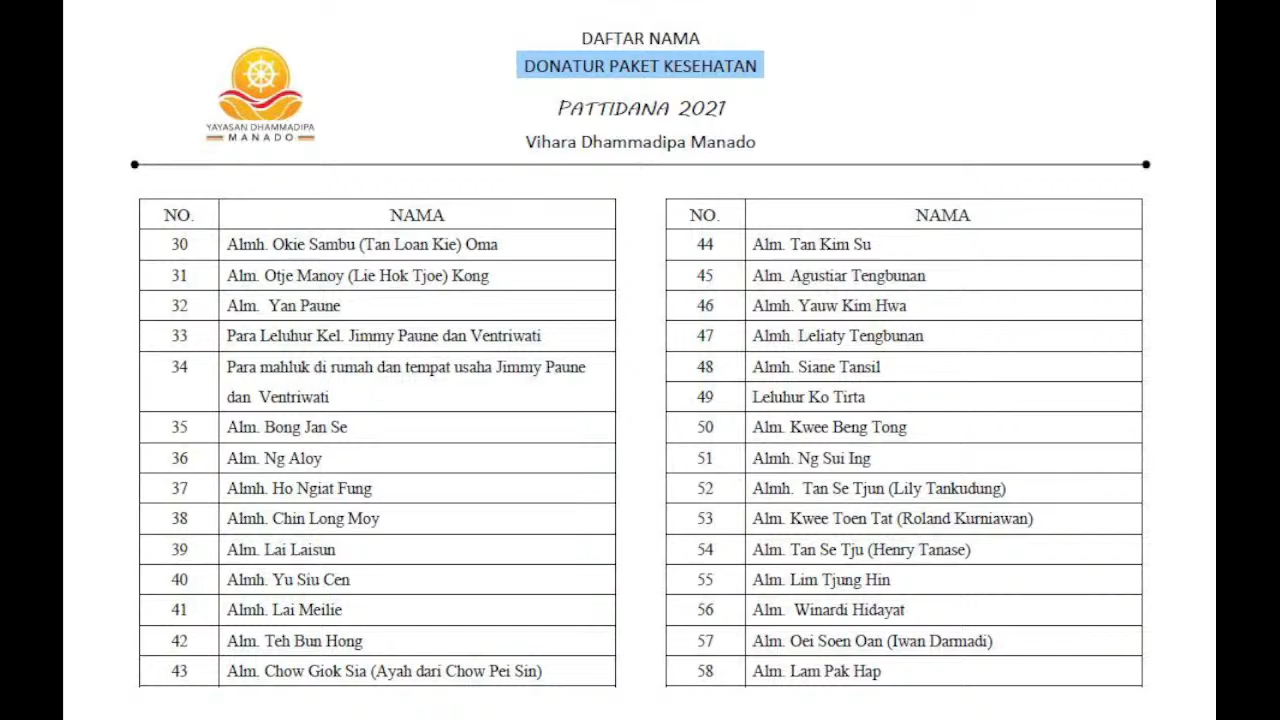 DAFTAR NAMA
DONATUR PAKET KESEHATAN
PATTIDANA 2021
Vihara Dhammadipa Manado
YAYASAN DHAMMADIPA
MANADO
NO. NAMA
30 Almh. Okie Sambu (Tan Loan Kie) Oma
31 Alm. Otje Manoy (Lie Hok Tjoe) Kong
32 Alm. Yan Paune
33 Para Leluhur Kel. Jimmy Paune dan Ventriwati
34 Para mahluk di rumah dan tempat usaha Jimmy Paune
dan Ventriwati
35 Alm. Bong Jan Se
36 Alm. Ng Aloy
37 Almh. Ho Ngiat Fung
38 Almh. Chin Long Moy
39 Alm. Lai Laisun
40 Almh. Yu Siu Cen
41 Almh. Lai Meilie
42 Alm. Teh Bun Hong
43 Alm. Chow Giok Sia (Ayah dari Chow Pei Sin)
NO. NAMA
44 Alm. Tan Kim Su
45 Alm. Agustiar Tengbunan
46 Almh. Yauw Kim Hwa
47 Almh. Leliaty Tengbunan
48 Almh. Siane Tansil
49 Leluhur Ko Tirta
50 Alm. Kwee Beng Tong
51 Almh. Ng Sui Ing
52 Almh. Tan Se Tjun (Lily Tankudung)
53 Alm. Kwee Toen Tat (Roland Kurniawan)
54 Alm. Tan Se Tju (Henry Tanase)
55 Alm. Lim Tjung Hin
56 Alm. Winardi Hidayat
57 Alm. Oei Soen Oan (Iwan Darmadi)
58 Alm. Lam Pak Hap